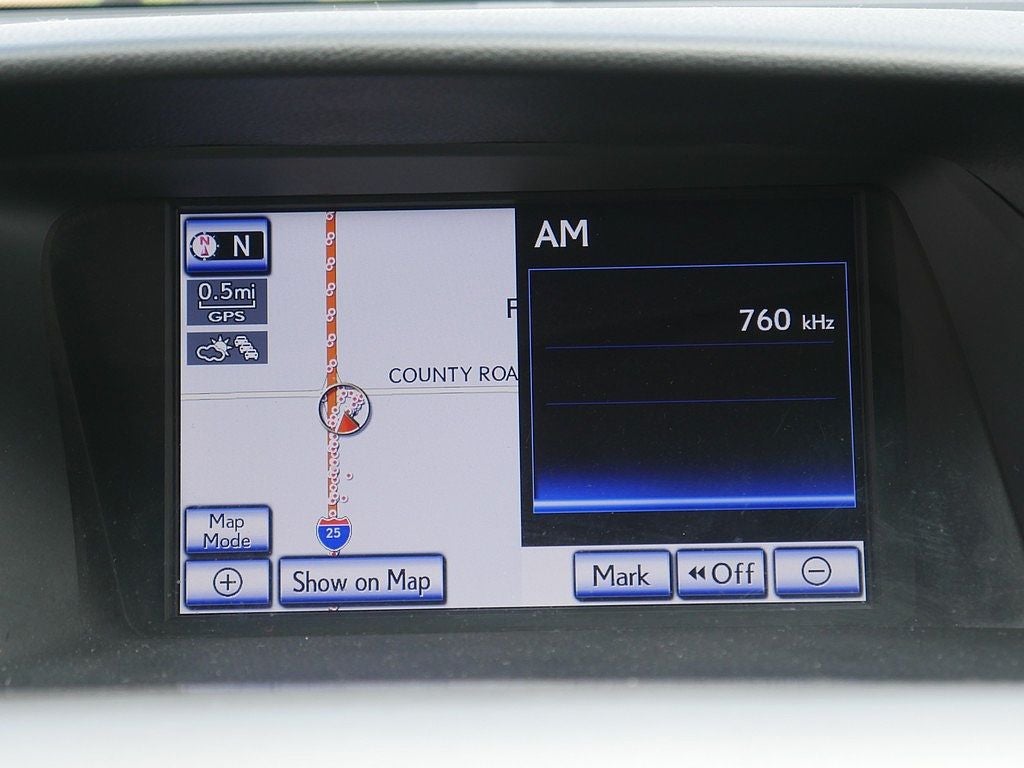 N N
0.5mi
GPS
F
COUNTY ROA
Map
Mode
25
Show on Map
AM
760 kHz
Mark
Off